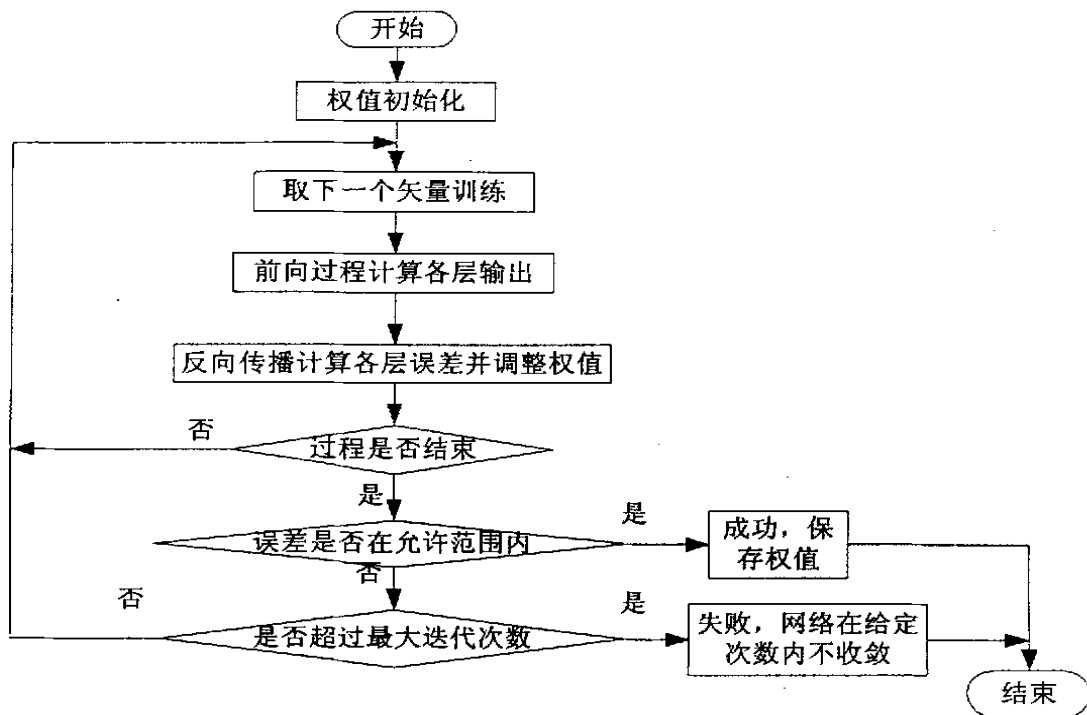 开始
权值初始化
取下一个矢量训练
前向过程计算各层输出
反向传播计算各层误差并调整权值
否
过程是否结束
是
误差是否在允许范围内
是
成功，保
存权值
否
否
是否超过最大迭代次数
是
失败，网络在给定
次数内不收敛
结束